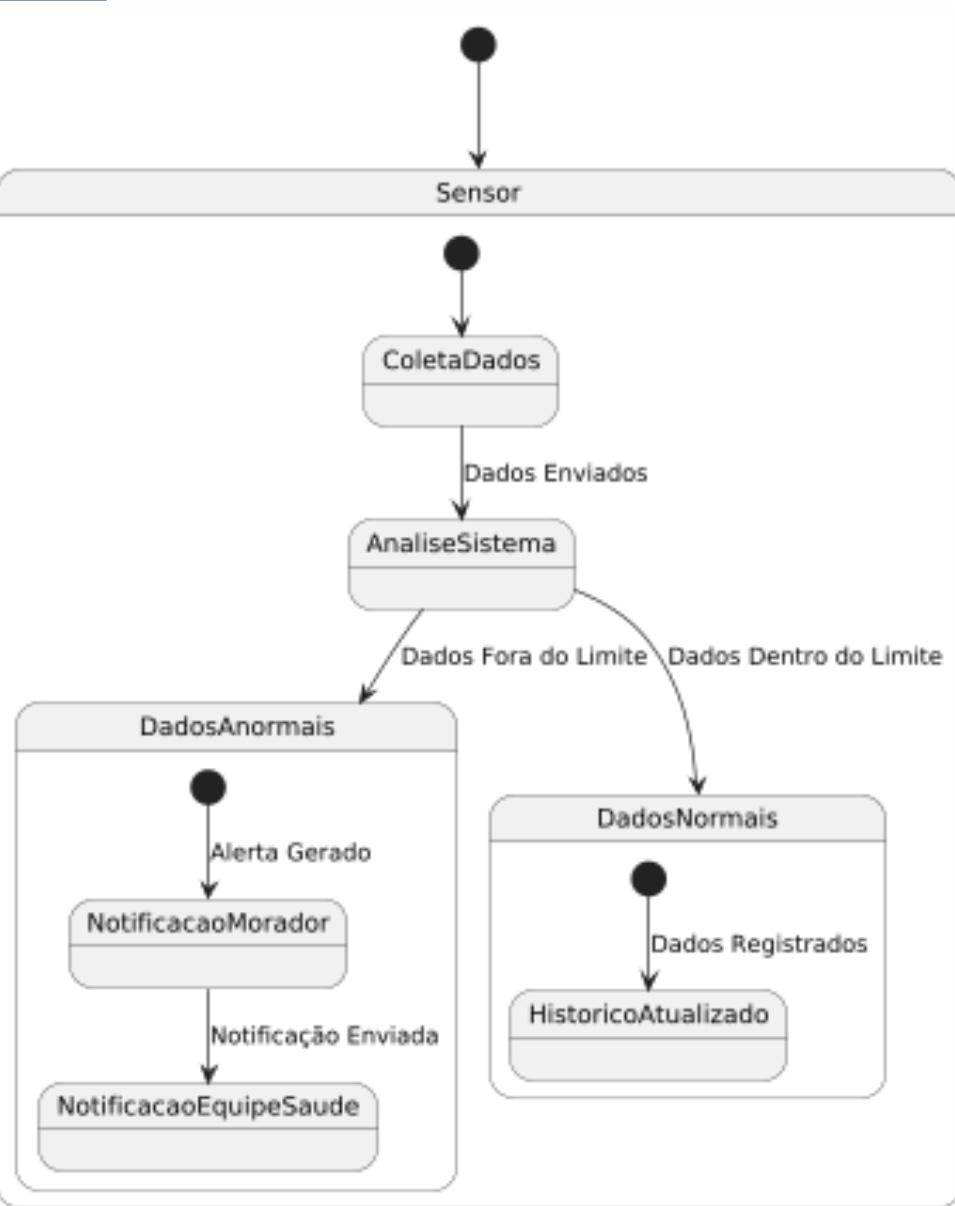 Sensor
ColetaDados
Dados Enviados
AnaliseSistema
Dados Fora do Limite
Dados Dentro do Limite
DadosAnormais
Alerta Gerado
NotificacaoMorador
Notificação Enviada
NotificacaoEquipeSaude
DadosNormais
Dados Registrados
HistoricoAtualizado